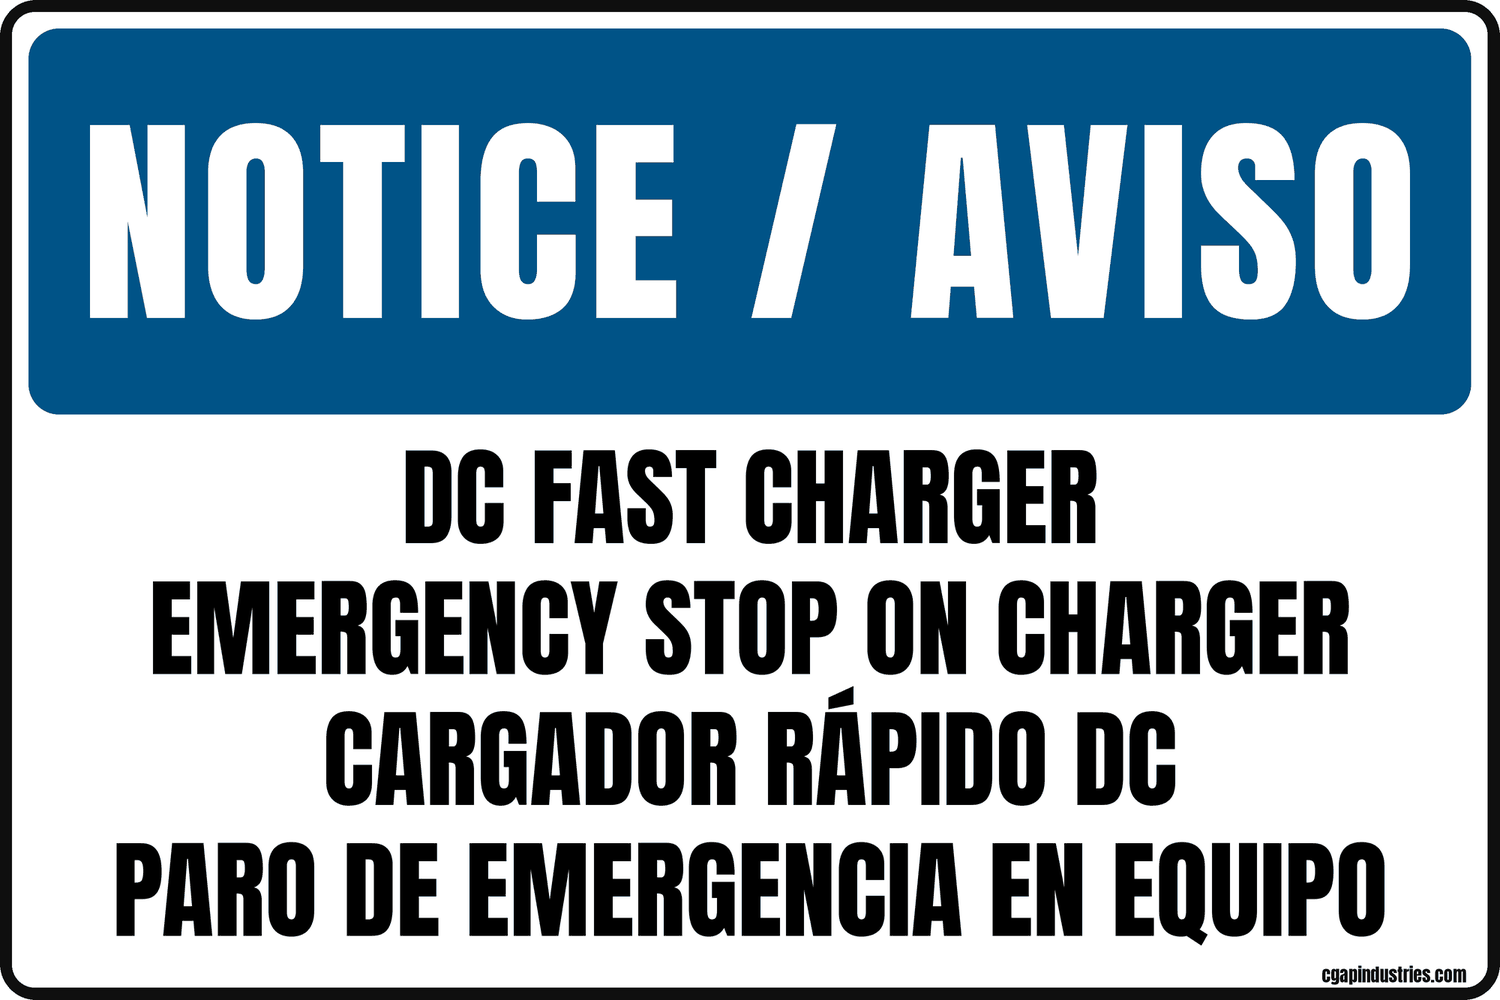 NOTICE / AVISO
DC FAST CHARGER
EMERGENCY STOP ON CHARGER
CARGADOR RÁPIDO DC
PARO DE EMERGENCIA EN EQUIPO
cgapindustries.com